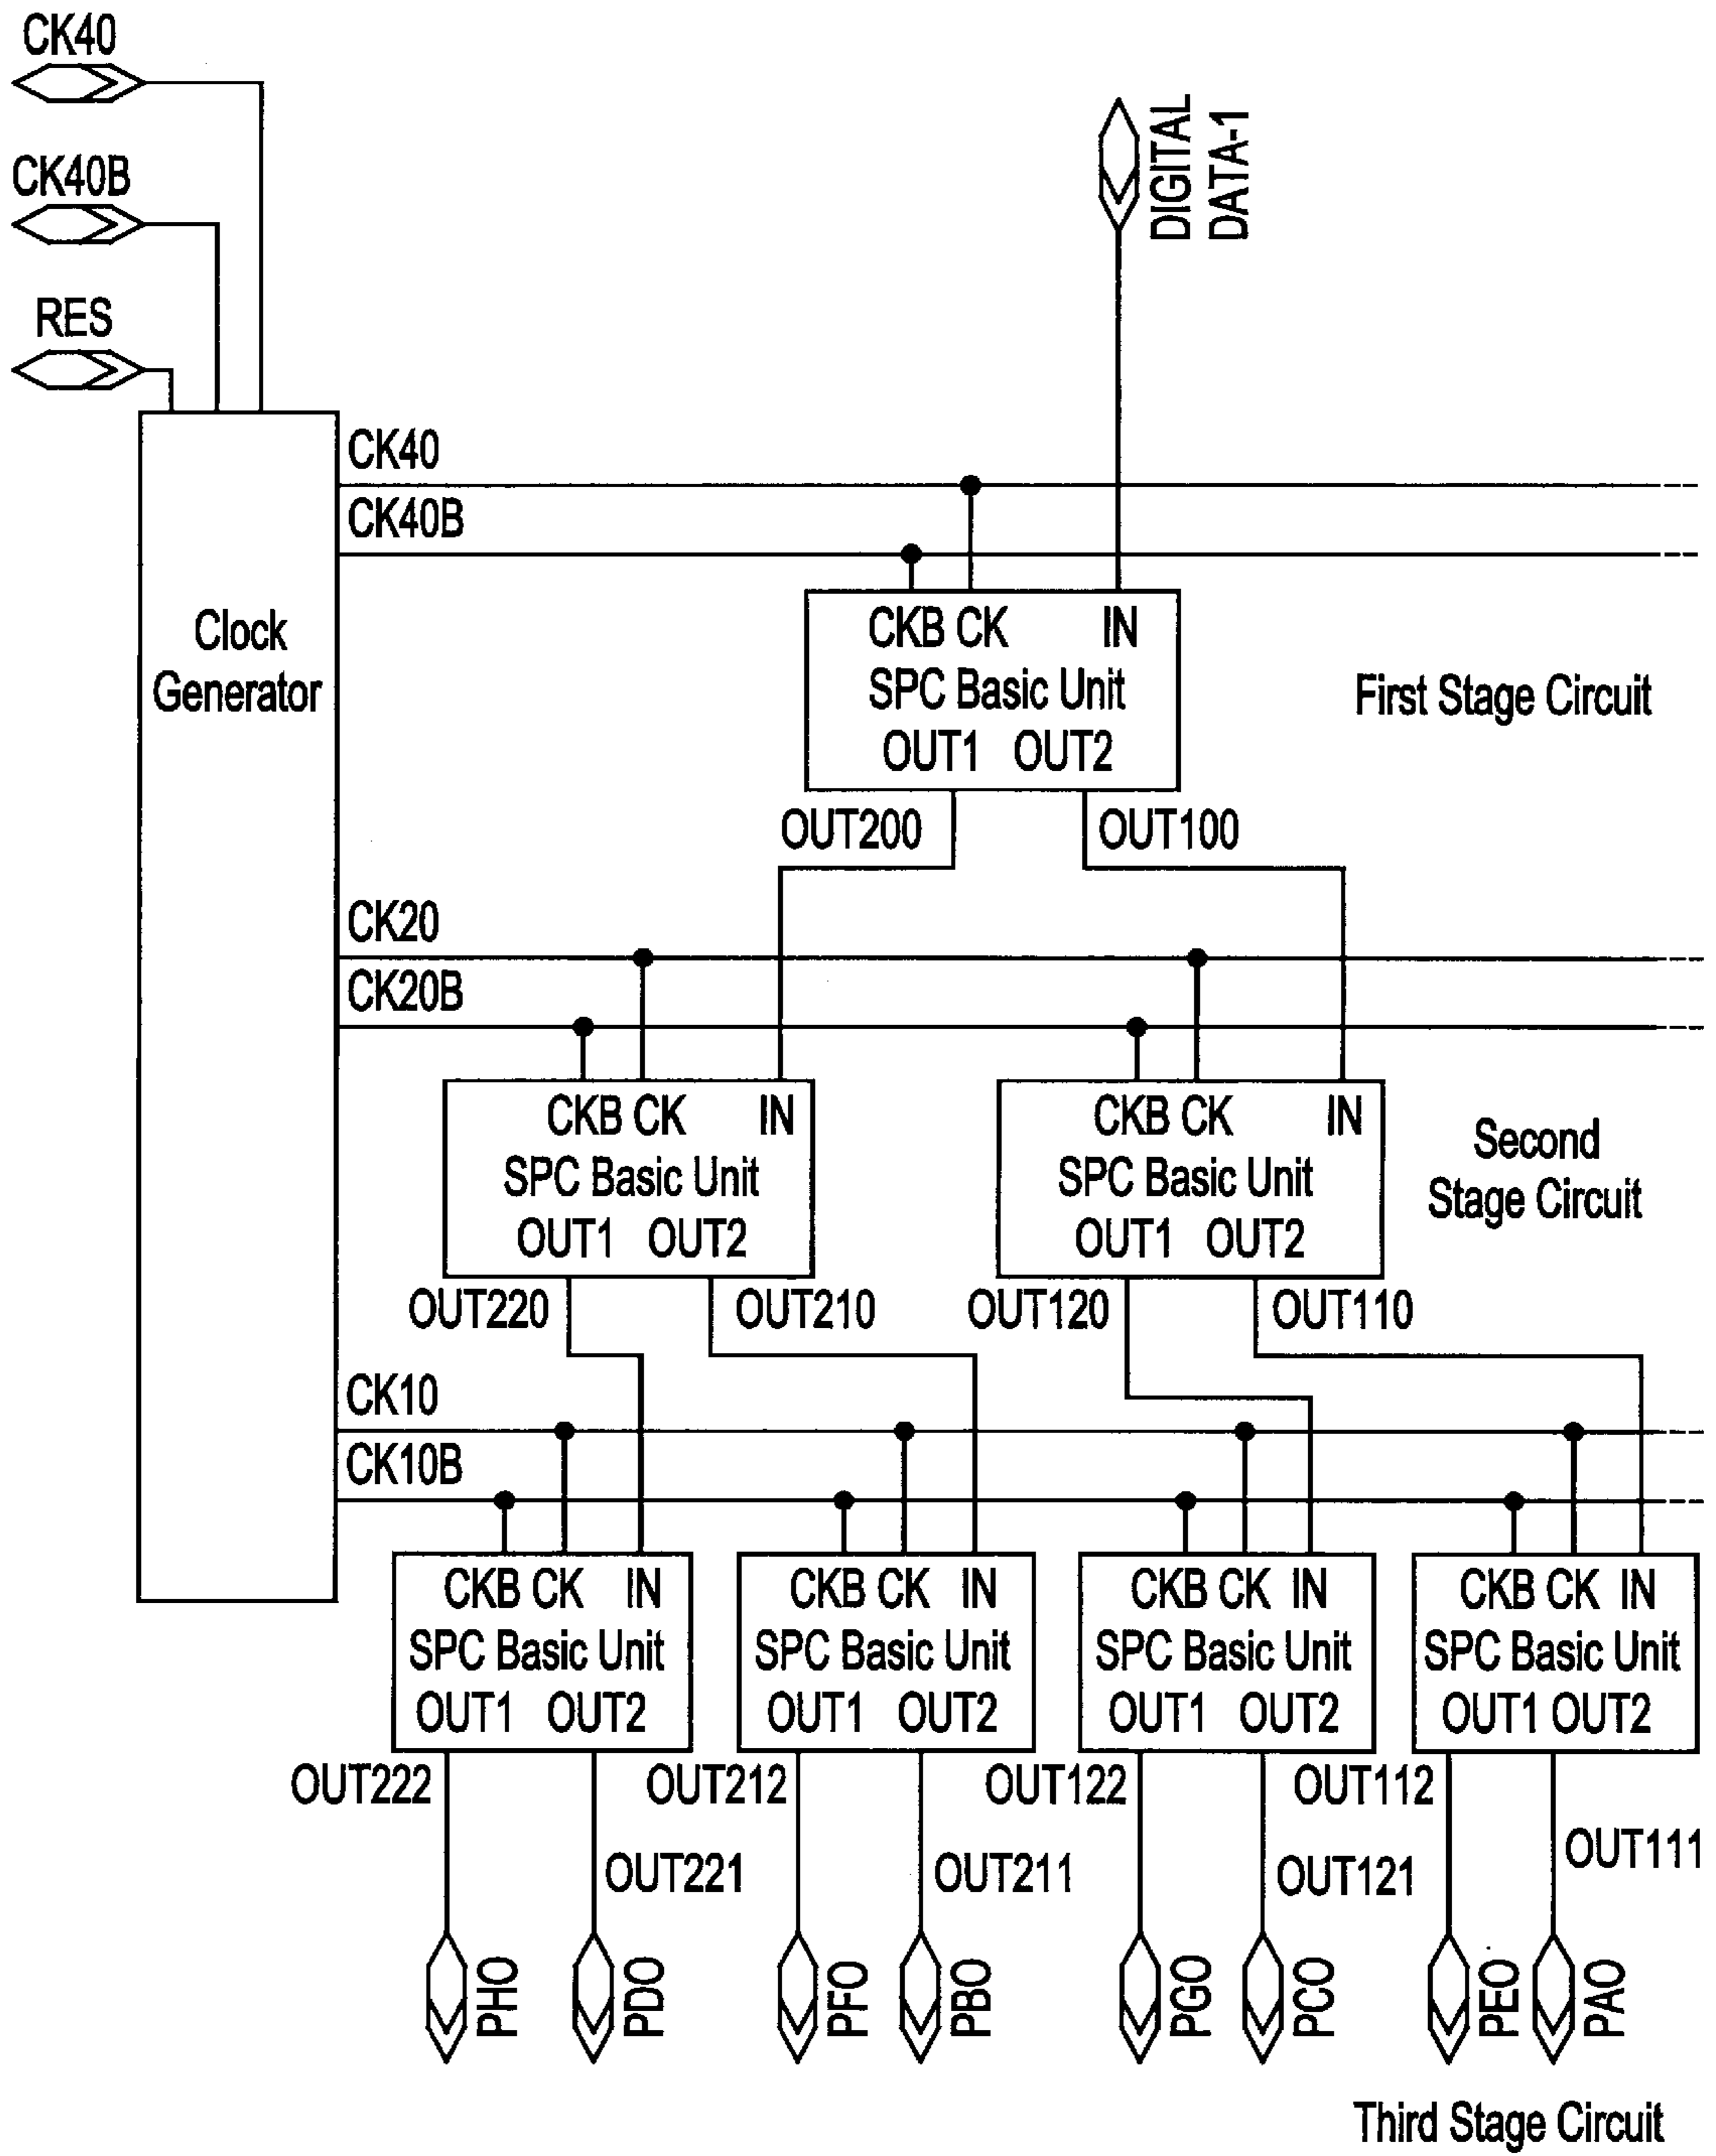 CK40
CK40B
RES
DIGITAL
DATA-1
CK40
CK40B
Clock
Generator
CKB CK IN
SPC Basic Unit
OUT1 OUT2
First Stage Circuit
OUT200
OUT100
CK20
CK20B
CKB CK IN
SPC Basic Unit
OUT1 OUT2
CKB CK IN
SPC Basic Unit
OUT1 OUT2
Second
Stage Circuit
OUT220
OUT210
OUT120
OUT110
CK10
CK10B
CKB CK IN
SPC Basic Unit
OUT1 OUT2
CKB CK IN
SPC Basic Unit
OUT1 OUT2
CKB CK IN
SPC Basic Unit
OUT1 OUT2
CKB CK IN
SPC Basic Unit
OUT1 OUT2
OUT222
OUT221
OUT212
OUT211
OUT122
OUT121
OUT112
OUT111
PHO
PDO
PFO
PBO
PGO
PCO
PEO
PAO
Third Stage Circuit